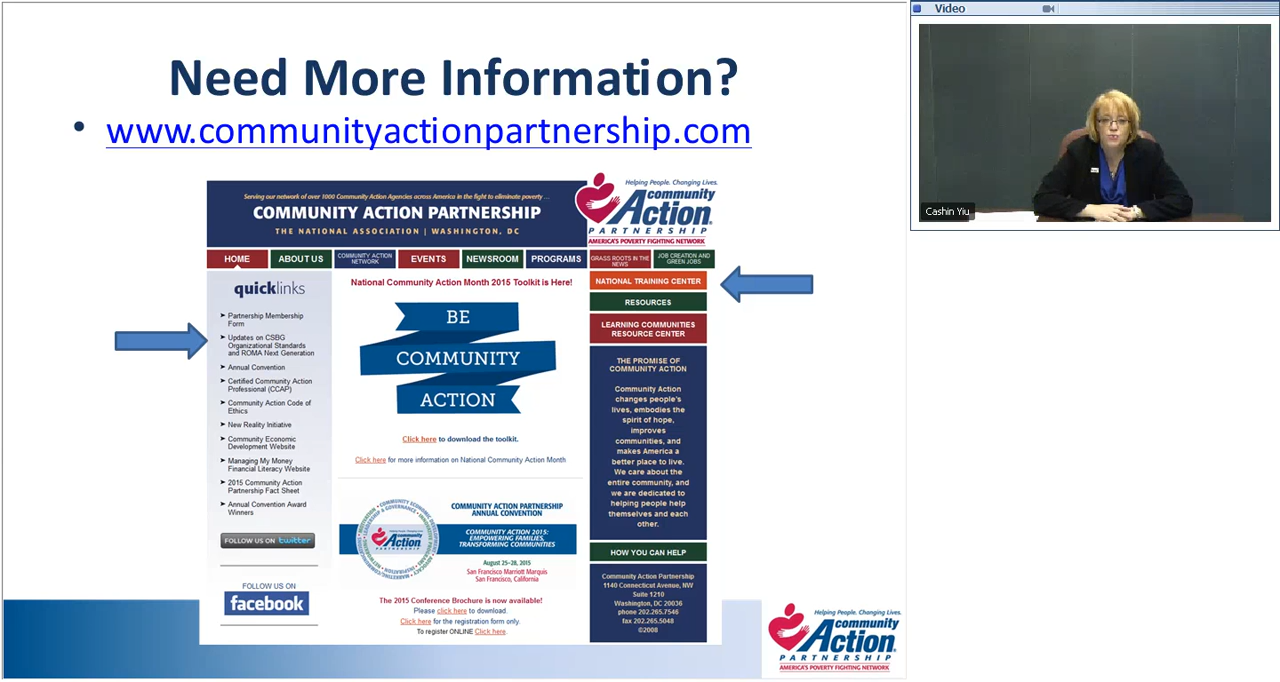 Need More Information?
• www.communityactionpartnership.com
Serving our network of over 1000 Community Action Agencies across America in the fight to eliminate poverty ...
COMMUNITY ACTION PARTNERSHIP
THE NATIONAL ASSOCIATION | WASHINGTON, DC
Helping People. Changing Lives.
community
Action
PARTNERSHIP
AMERICA'S POVERTY FIGHTING NETWORK
HOME
ABOUT US
COMMUNITY ACTION
NETWORK
EVENTS
NEWSROOM
PROGRAMS
GRASS ROOTS IN THE
NEWS
JOB CREATION AND
GREEN JOBS
quicklinks
Partnership Membership
Form
Updates on CSBG
Organizational Standards
and ROMA Next Generation
Annual Convention
Certified Community Action
Professional (CCAP)
Community Action Code of
Ethics
New Reality Initiative
Community Economic
Development Website
Managing My Money
Financial Literacy Website
2015 Community Action
Partnership Fact Sheet
Annual Convention Award
Winners
FOLLOW US ON twitter
FOLLOW US ON
facebook
National Community Action Month 2015 Toolkit is Here!
BE
COMMUNITY
ACTION
Click here to download the toolkit.
Click here for more information on National Community Action Month
community
Action
PARTNERSHIP
COMMUNITY ACTION PARTNERSHIP
ANNUAL CONVENTION
COMMUNITY ACTION 2015:
EMPOWERING FAMILIES,
TRANSFORMING COMMUNITIES
August 25-28, 2015
San Francisco Marriott Marquis
San Francisco, California
The 2015 Conference Brochure is now available!
Please click here to download.
Click here for the registration form only.
To register ONLINE Click here.
NATIONAL TRAINING CENTER
RESOURCES
LEARNING COMMUNITIES
RESOURCE CENTER
THE PROMISE OF
COMMUNITY ACTION
Community Action
changes people's
lives, embodies the
spirit of hope,
improves
communities, and
makes America a
better place to live.
We care about the
entire community, and
we are dedicated to
helping people help
themselves and each
other.
HOW YOU CAN HELP
Community Action Partnership
1140 Connecticut Avenue, NW
Suite 1210
Washington, DC 20036
phone 202.265.7546
fax 202.265.5048
©2008
Helping People. Changing Lives.
community
Action
PARTNERSHIP
AMERICA'S POVERTY FIGHTING NETWORK
Video
Cashin Yiu